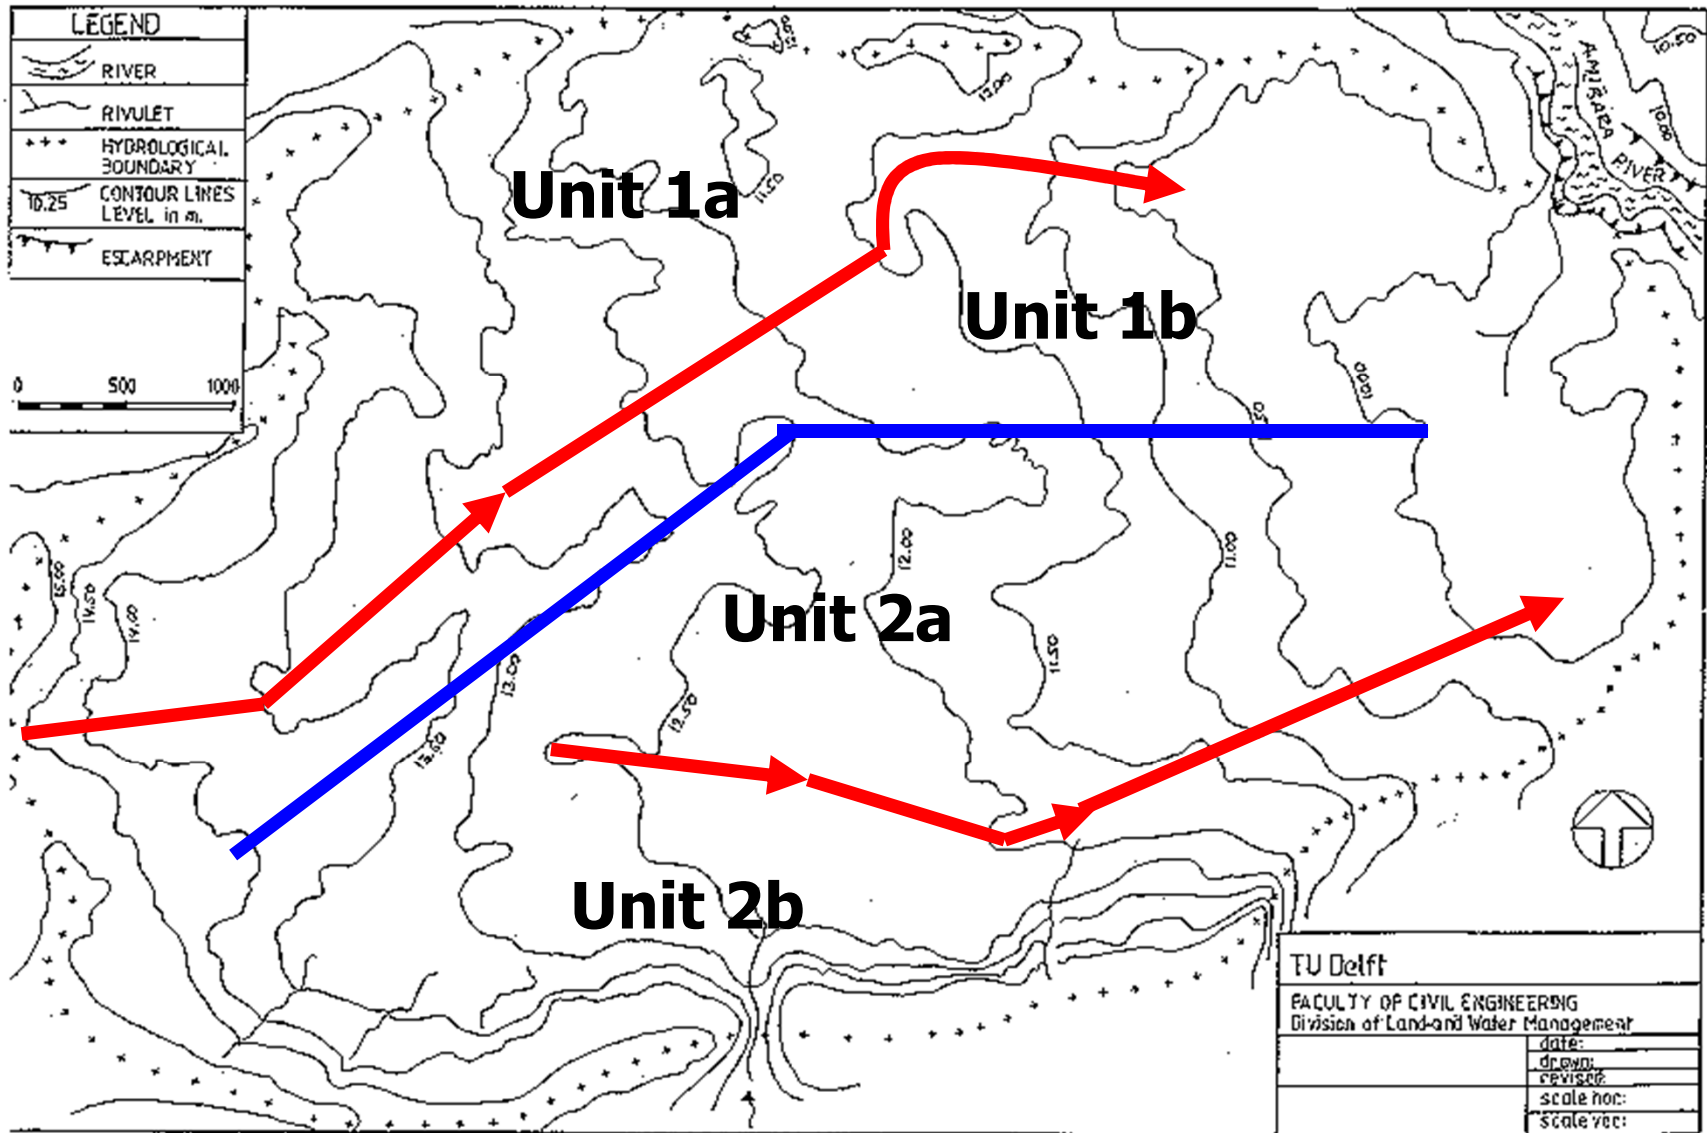 LEGEND
RIVER
RIVULET
HYDROLOGICAL
BOUNDARY
10.25
CONTOUR LINES
LEVEL in m.
ESCARPMENT
0 500 1000
12.00
11.50
10.50
10.00
AMIBARA
RIVER
Unit 1a
Unit 1b
10.00
50
15.00
14.50
14.00
12.00
11.00
Unit 2a
11.50
13.00
12.50
13.50
Unit 2b
TU Delft
FACULTY OF CIVIL ENGINEERING
Division of Land-and Water Management
date:
drawn:
revised:
scale hor:
scale ver: